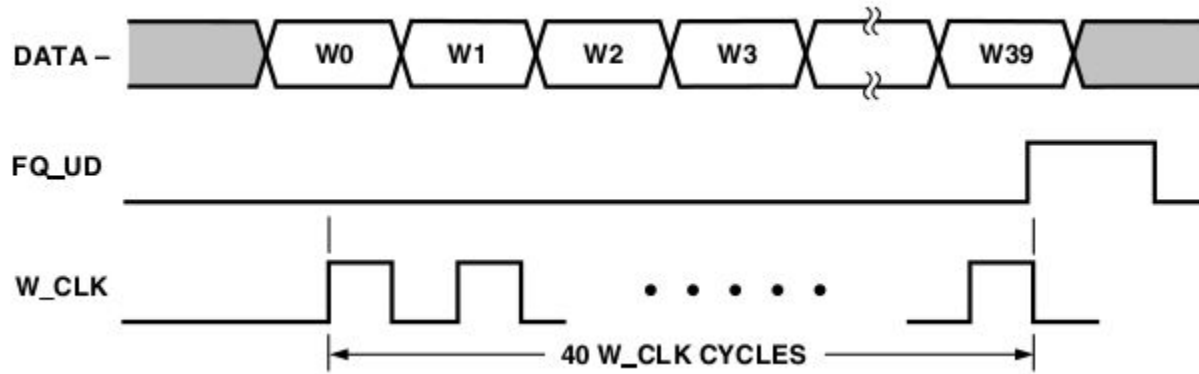 DATA – W0 W1 W2 W3 W39
FQ_UD
W_CLK
40 W_CLK CYCLES